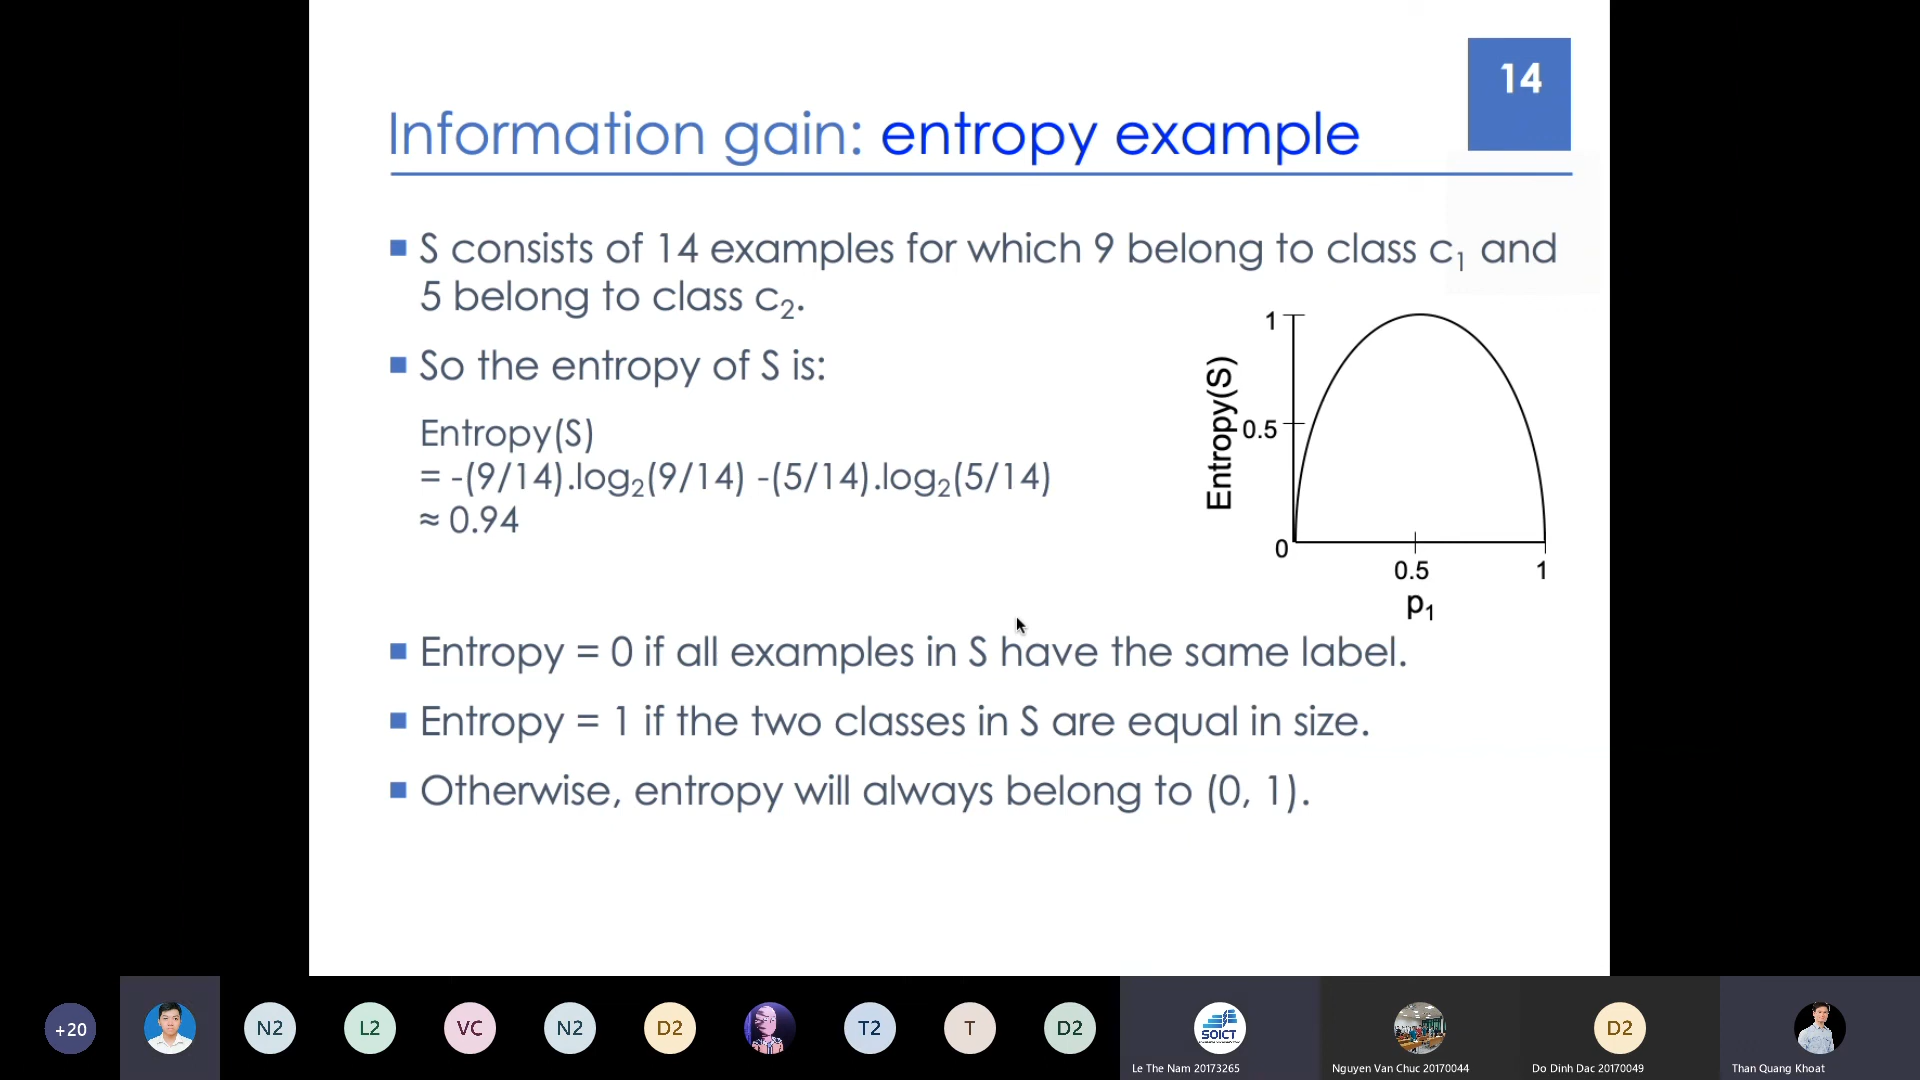 14
Information gain: entropy example
S consists of 14 examples for which 9 belong to class c₁ and
5 belong to class c₂.
So the entropy of S is:
Entropy(S)
= -(9/14).log₂(9/14) -(5/14).log₂(5/14)
≈ 0.94
1
0.5
0
Entropy(S)
0.5
1
p₁
Entropy = 0 if all examples in S have the same label.
Entropy = 1 if the two classes in S are equal in size.
Otherwise, entropy will always belong to (0, 1).
+20
N2
L2
VC
N2
D2
T2
T
D2
SOICT
D2
Le The Nam 20173265
Nguyen Van Chuc 20170044
Do Dinh Dac 20170049
Than Quang Khoat